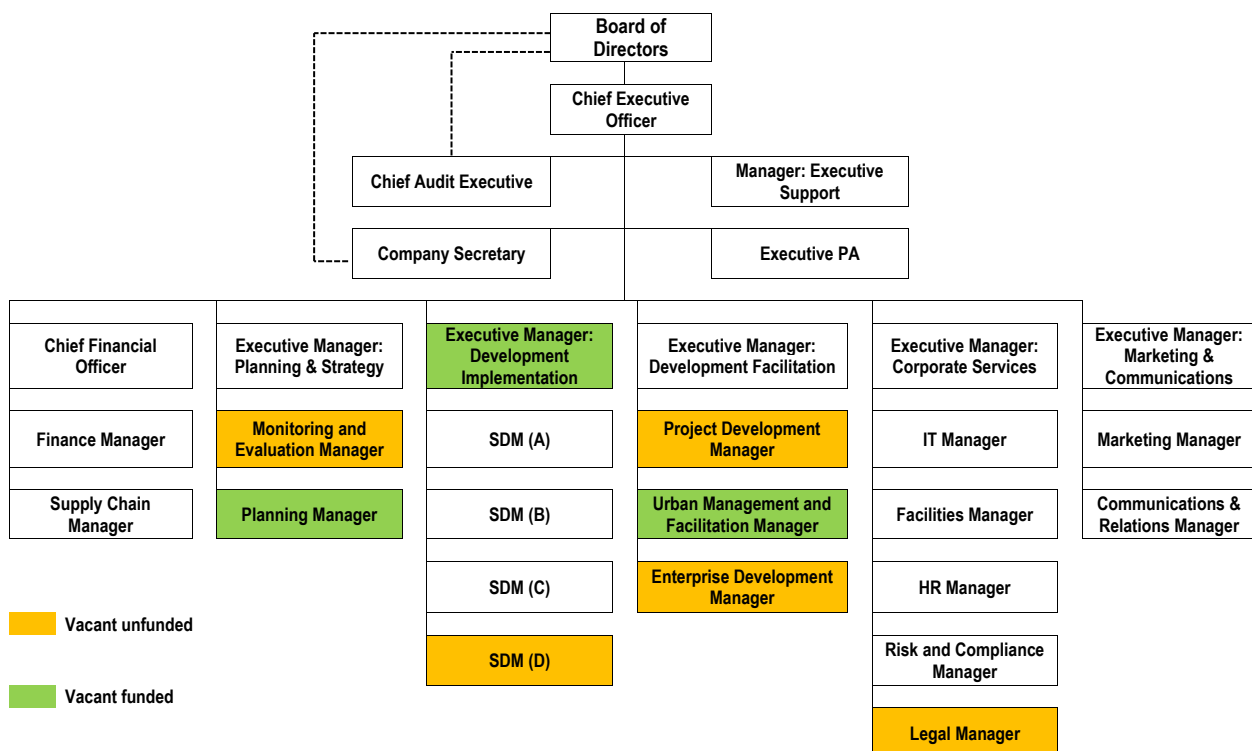 Board of
Directors
Chief Executive
Officer
Chief Audit Executive
Manager: Executive
Support
Company Secretary
Executive PA
Chief Financial
Officer
Executive Manager:
Planning & Strategy
Executive Manager:
Development
Implementation
Executive Manager:
Development Facilitation
Executive Manager:
Corporate Services
Executive Manager:
Marketing &
Communications
Finance Manager
Monitoring and
Evaluation Manager
SDM (A)
Project Development
Manager
IT Manager
Marketing Manager
Supply Chain
Manager
Planning Manager
SDM (B)
Urban Management and
Facilitation Manager
Facilities Manager
Communications &
Relations Manager
SDM (C)
Enterprise Development
Manager
HR Manager
Vacant unfunded
SDM (D)
Risk and Compliance
Manager
Vacant funded
Legal Manager